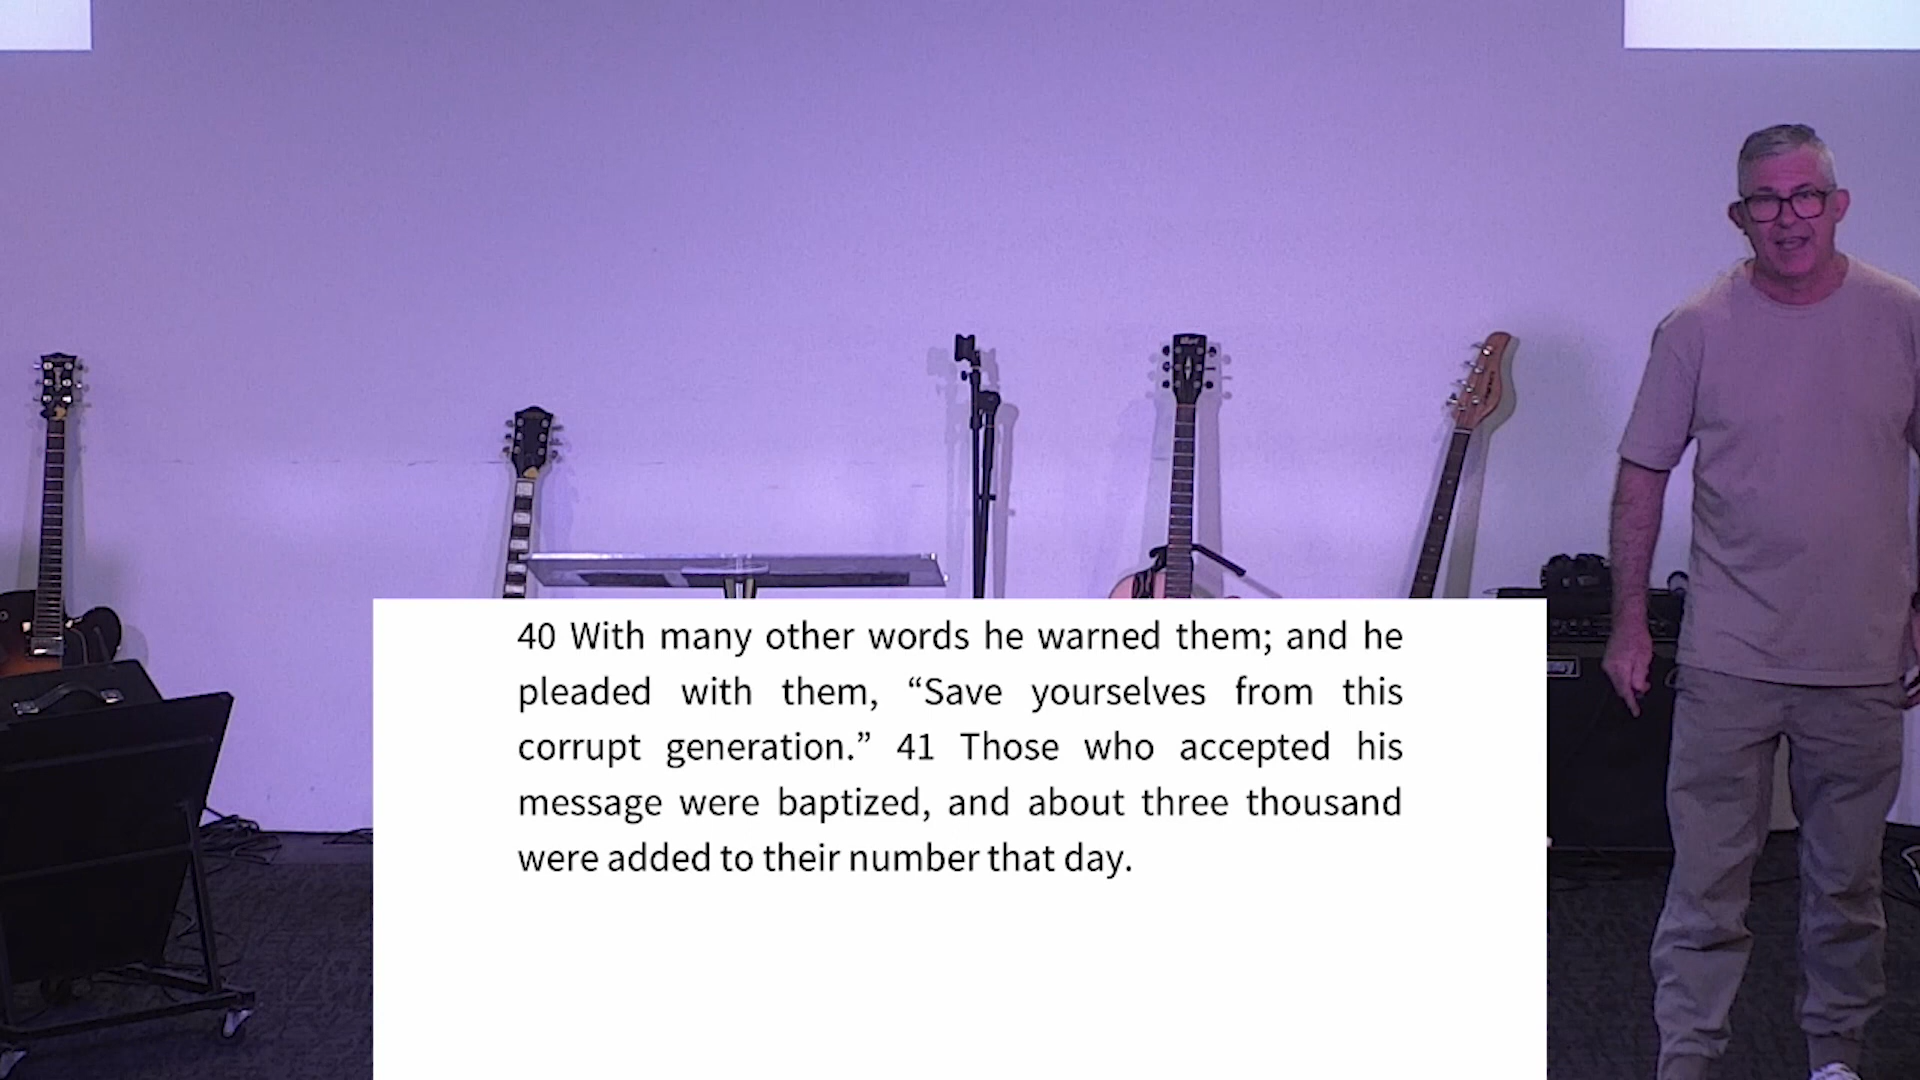 40 With many other words he warned them; and he
pleaded with them, “Save yourselves from this
corrupt generation.” 41 Those who accepted his
message were baptized, and about three thousand
were added to their number that day.